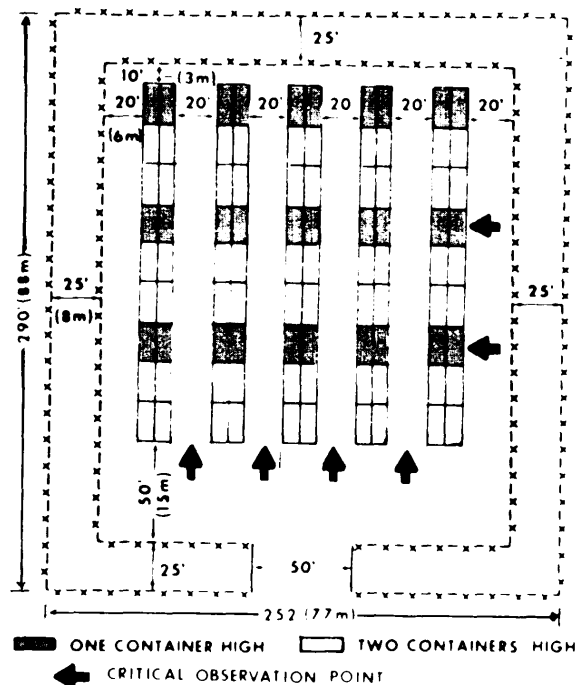 25'
10' (3m)
20' 20' 20' 20 20' 20'
(6m)
290' (88m)
25'
(8m)
25'
50'
(15m)
25'
50'
252 (77m)
ONE CONTAINER HIGH TWO CONTAINERS HIGH
CRITICAL OBSERVATION POINT